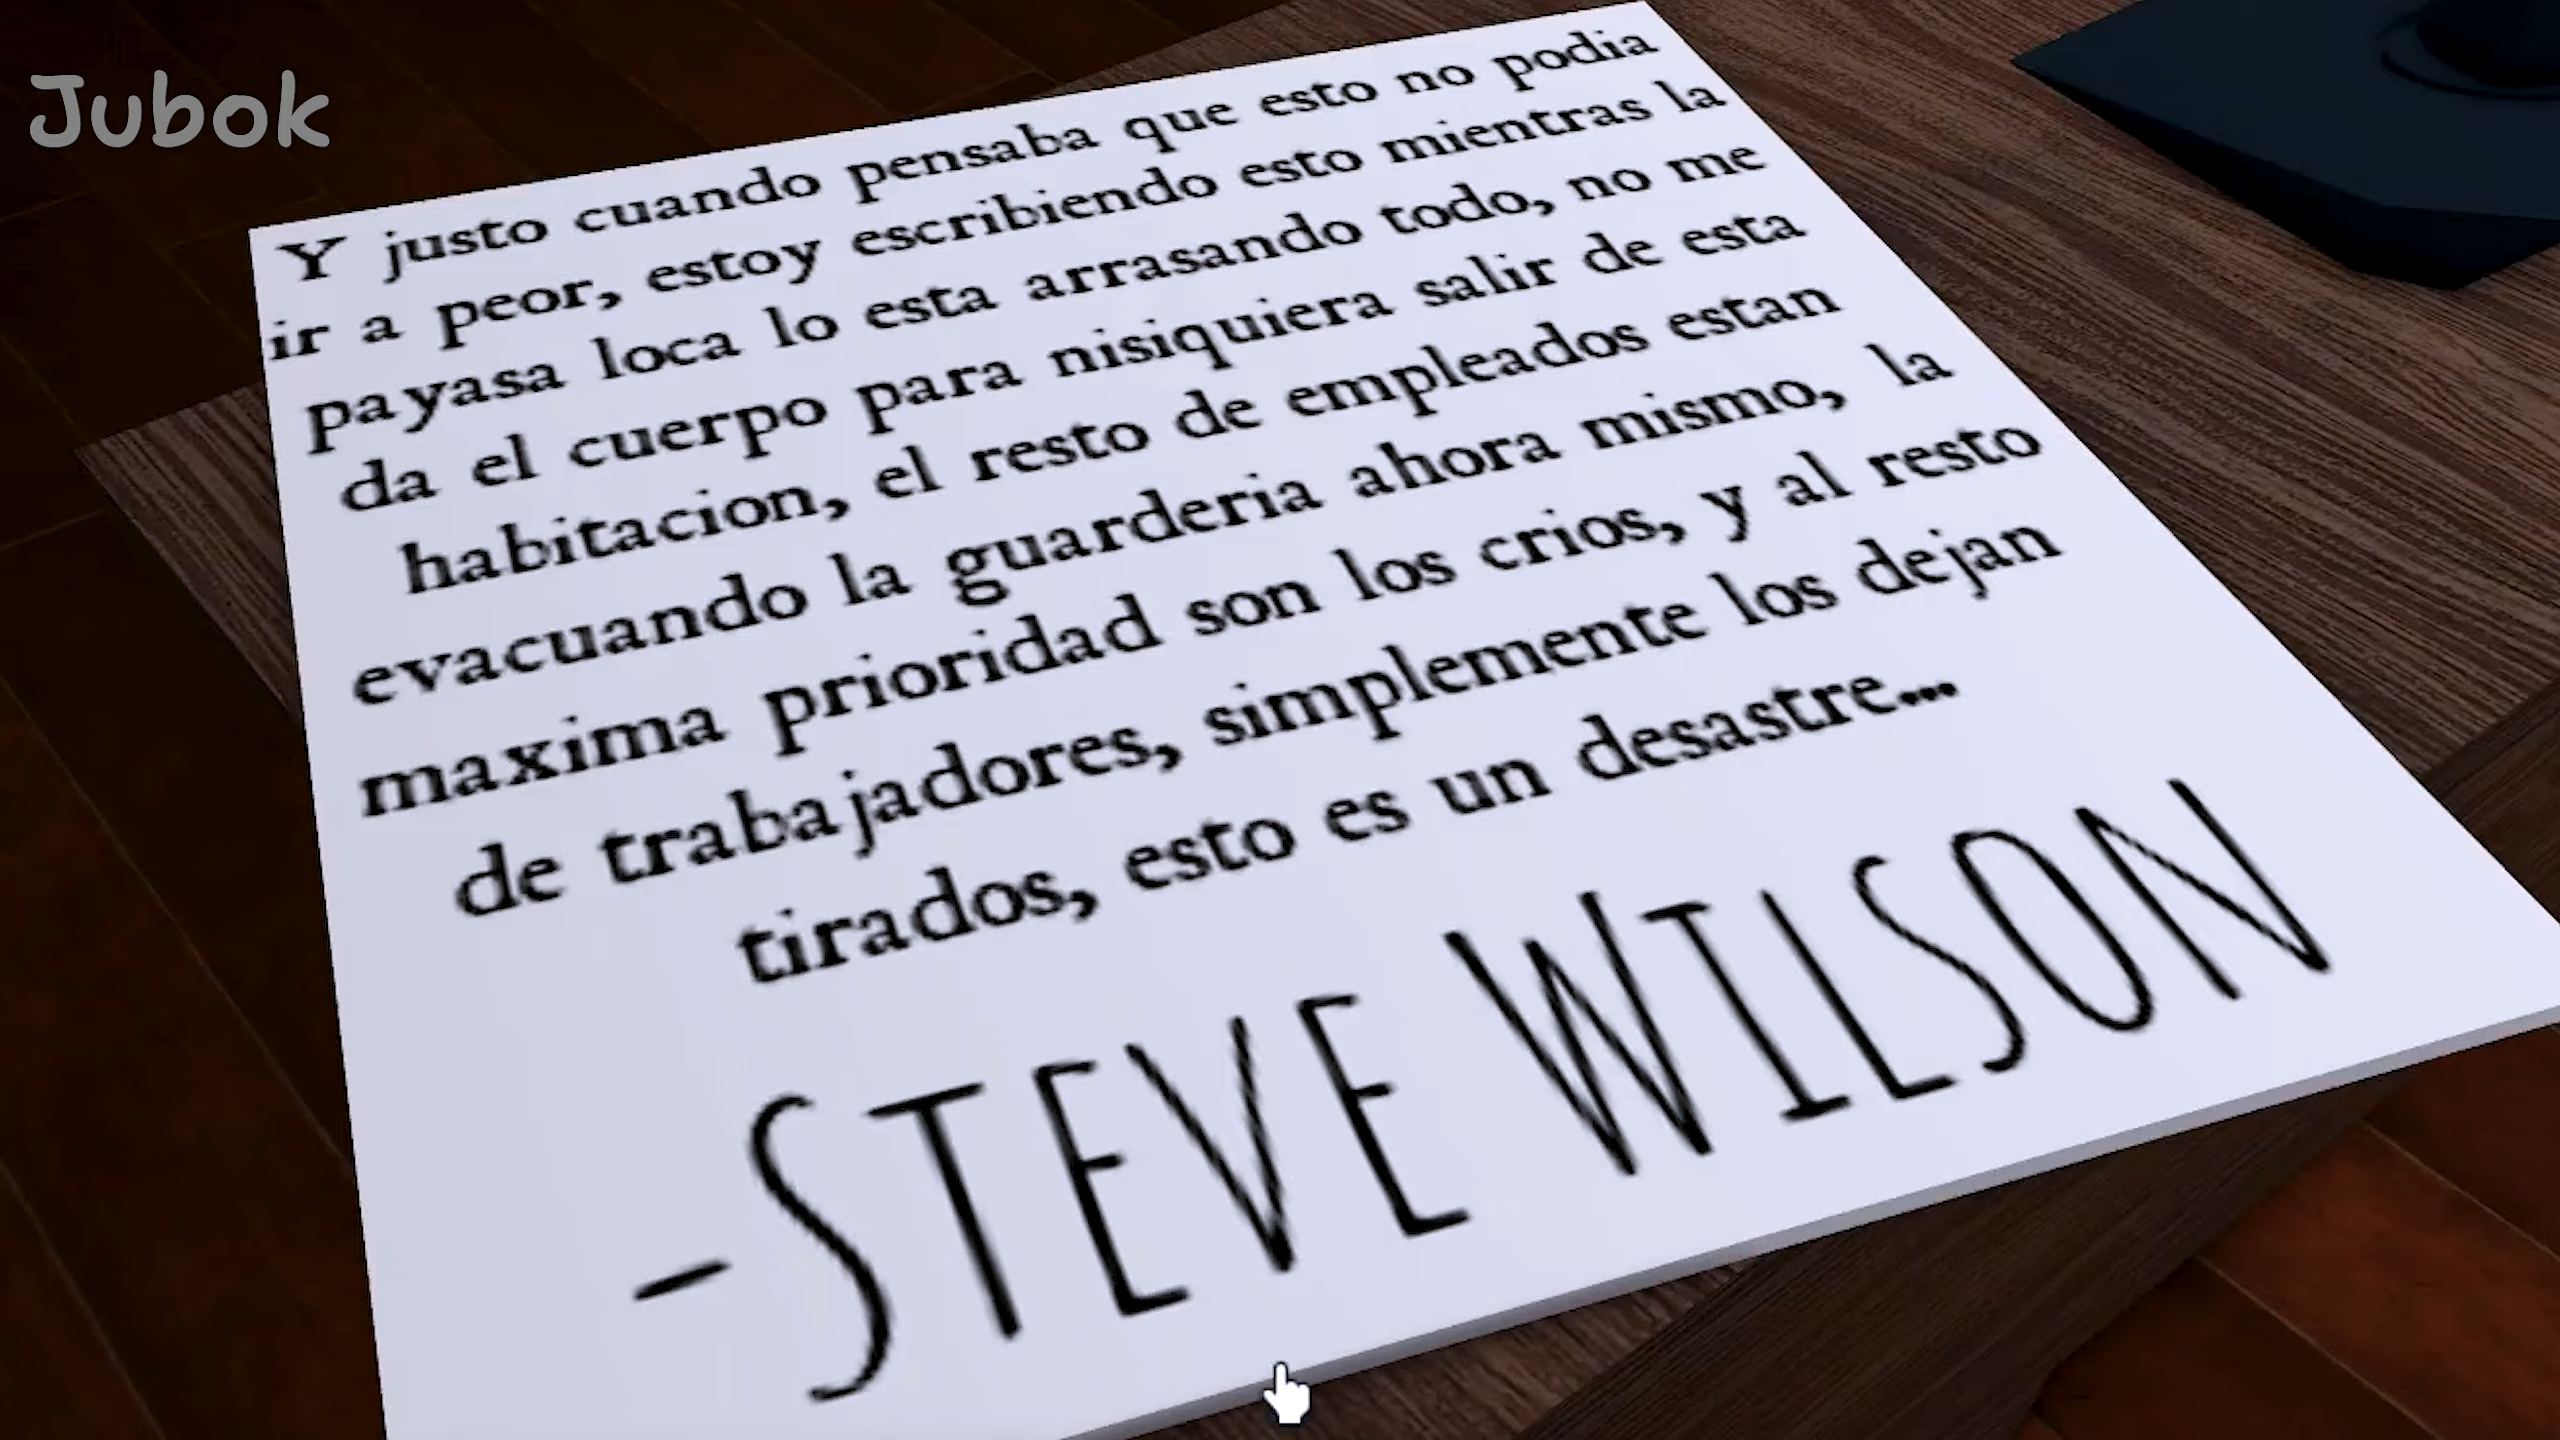 Jubok
Y justo cuando pensaba que esto no podia
ir a peor, estoy escribiendo esto mientras la
payasa loca lo esta arrasando todo, no me
da el cuerpo para nisiquiera salir de esta
habitacion, el resto de empleados estan
evacuando la guarderia ahora mismo, la
maxima prioridad son los crios, y al resto
de trabajadores, simplemente los dejan
tirados, esto es un desastre...
-STEVE WILSON